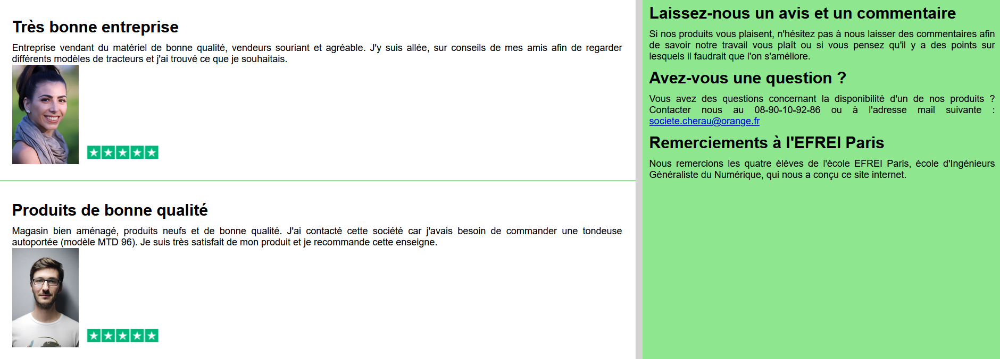 Très bonne entreprise
Entreprise vendant du matériel de bonne qualité, vendeurs souriant et agréable. J'y suis allée, sur conseils de mes amis afin de regarder
différents modèles de tracteurs et j'ai trouvé ce que je souhaitais.
Produits de bonne qualité
Magasin bien aménagé, produits neufs et de bonne qualité. J'ai contacté cette société car j'avais besoin de commander une tondeuse
autoportée (modèle MTD 96). Je suis très satisfait de mon produit et je recommande cette enseigne.
Laissez-nous un avis et un commentaire
Si nos produits vous plaisent, n'hésitez pas à nous laisser des commentaires afin
de savoir notre travail vous plaît ou si vous pensez qu'il y a des points sur
lesquels il faudrait que l'on s'améliore.
Avez-vous une question ?
Vous avez des questions concernant la disponibilité d'un de nos produits ?
Contacter nous au 08-90-10-92-86 ou à l'adresse mail suivante :
societe.cherau@orange.fr
Remerciements à l'EFREI Paris
Nous remercions les quatre élèves de l'école EFREI Paris, école d'Ingénieurs
Généraliste du Numérique, qui nous a conçu ce site internet.